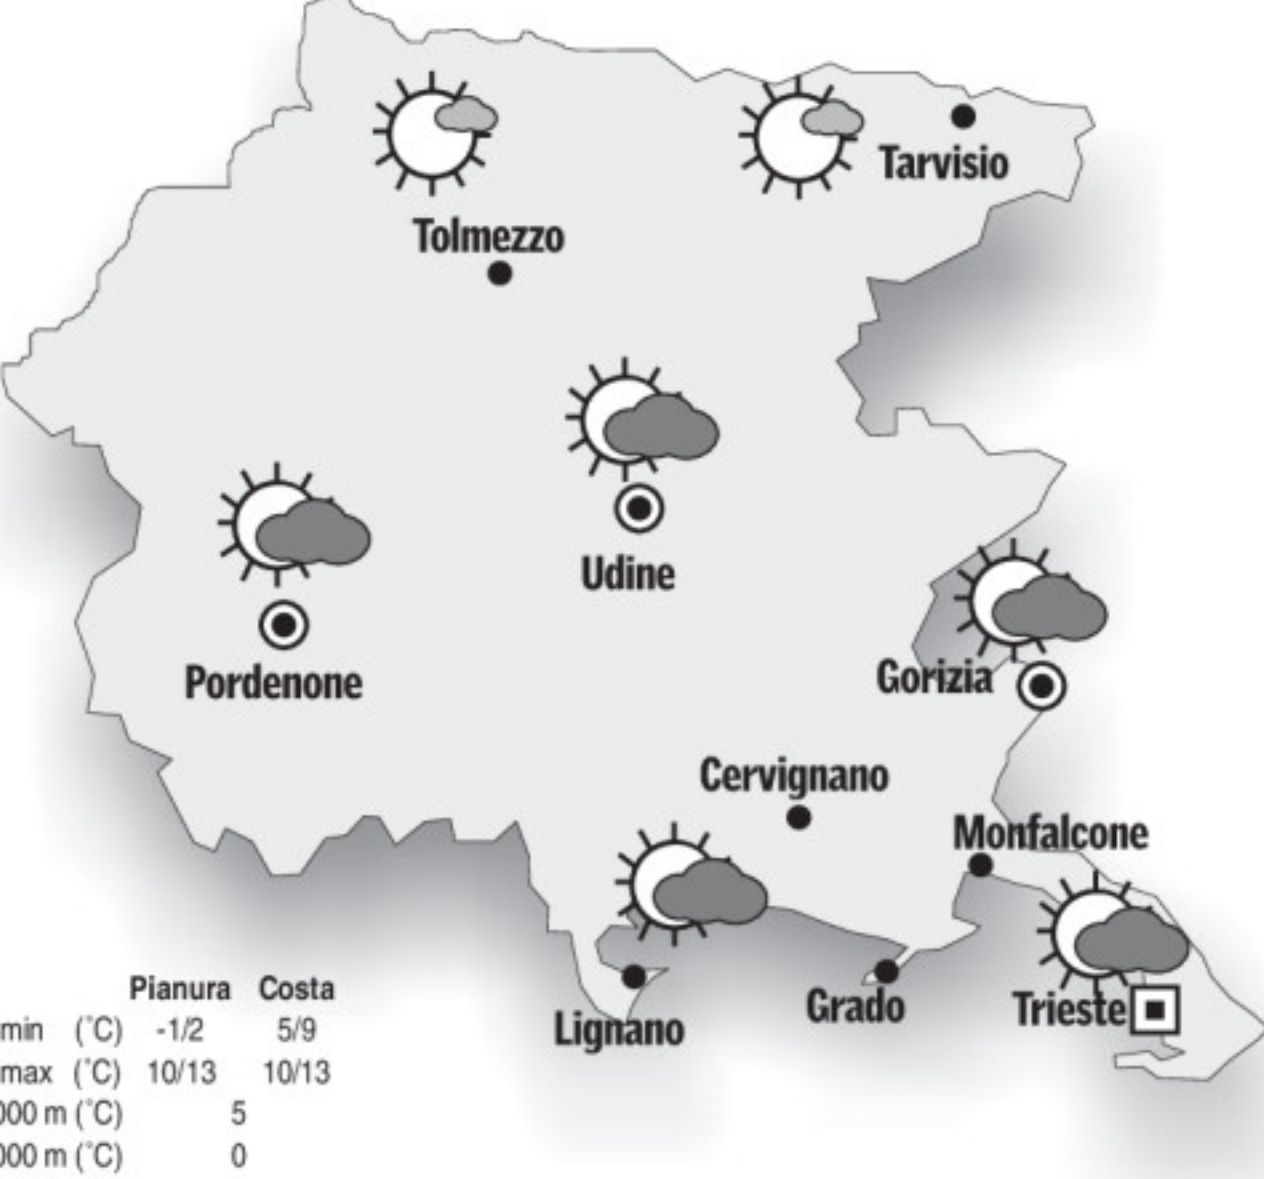 Tarvisio
Tolmezzo
Udine
Pordenone
Gorizia
Cervignano
Monfalcone
Grado
Trieste
Lignano
Pianura Costa
min (°C) -1/2 5/9
max (°C) 10/13 10/13
000 m (°C) 5
000 m (°C) 0